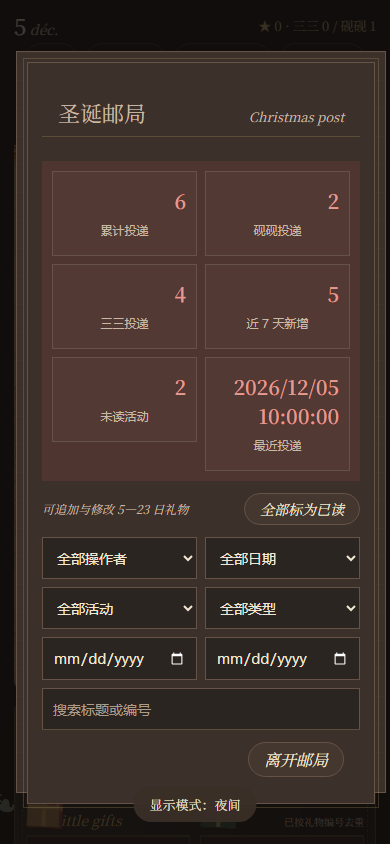 5 déc.
★ 0 · 三三 0 / 砚砚 1
圣诞邮局
Christmas post
6
累计投递
2
砚砚投递
4
三三投递
5
近 7 天新增
2
未读活动
2026/12/05
10:00:00
最近投递
可追加与修改 5—23 日礼物
全部标为已读
全部操作者
全部日期
全部活动
全部类型
mm/dd/yyyy
mm/dd/yyyy
搜索标题或编号
离开邮局
显示模式：夜间
ittle gifts
已按礼物编号去重